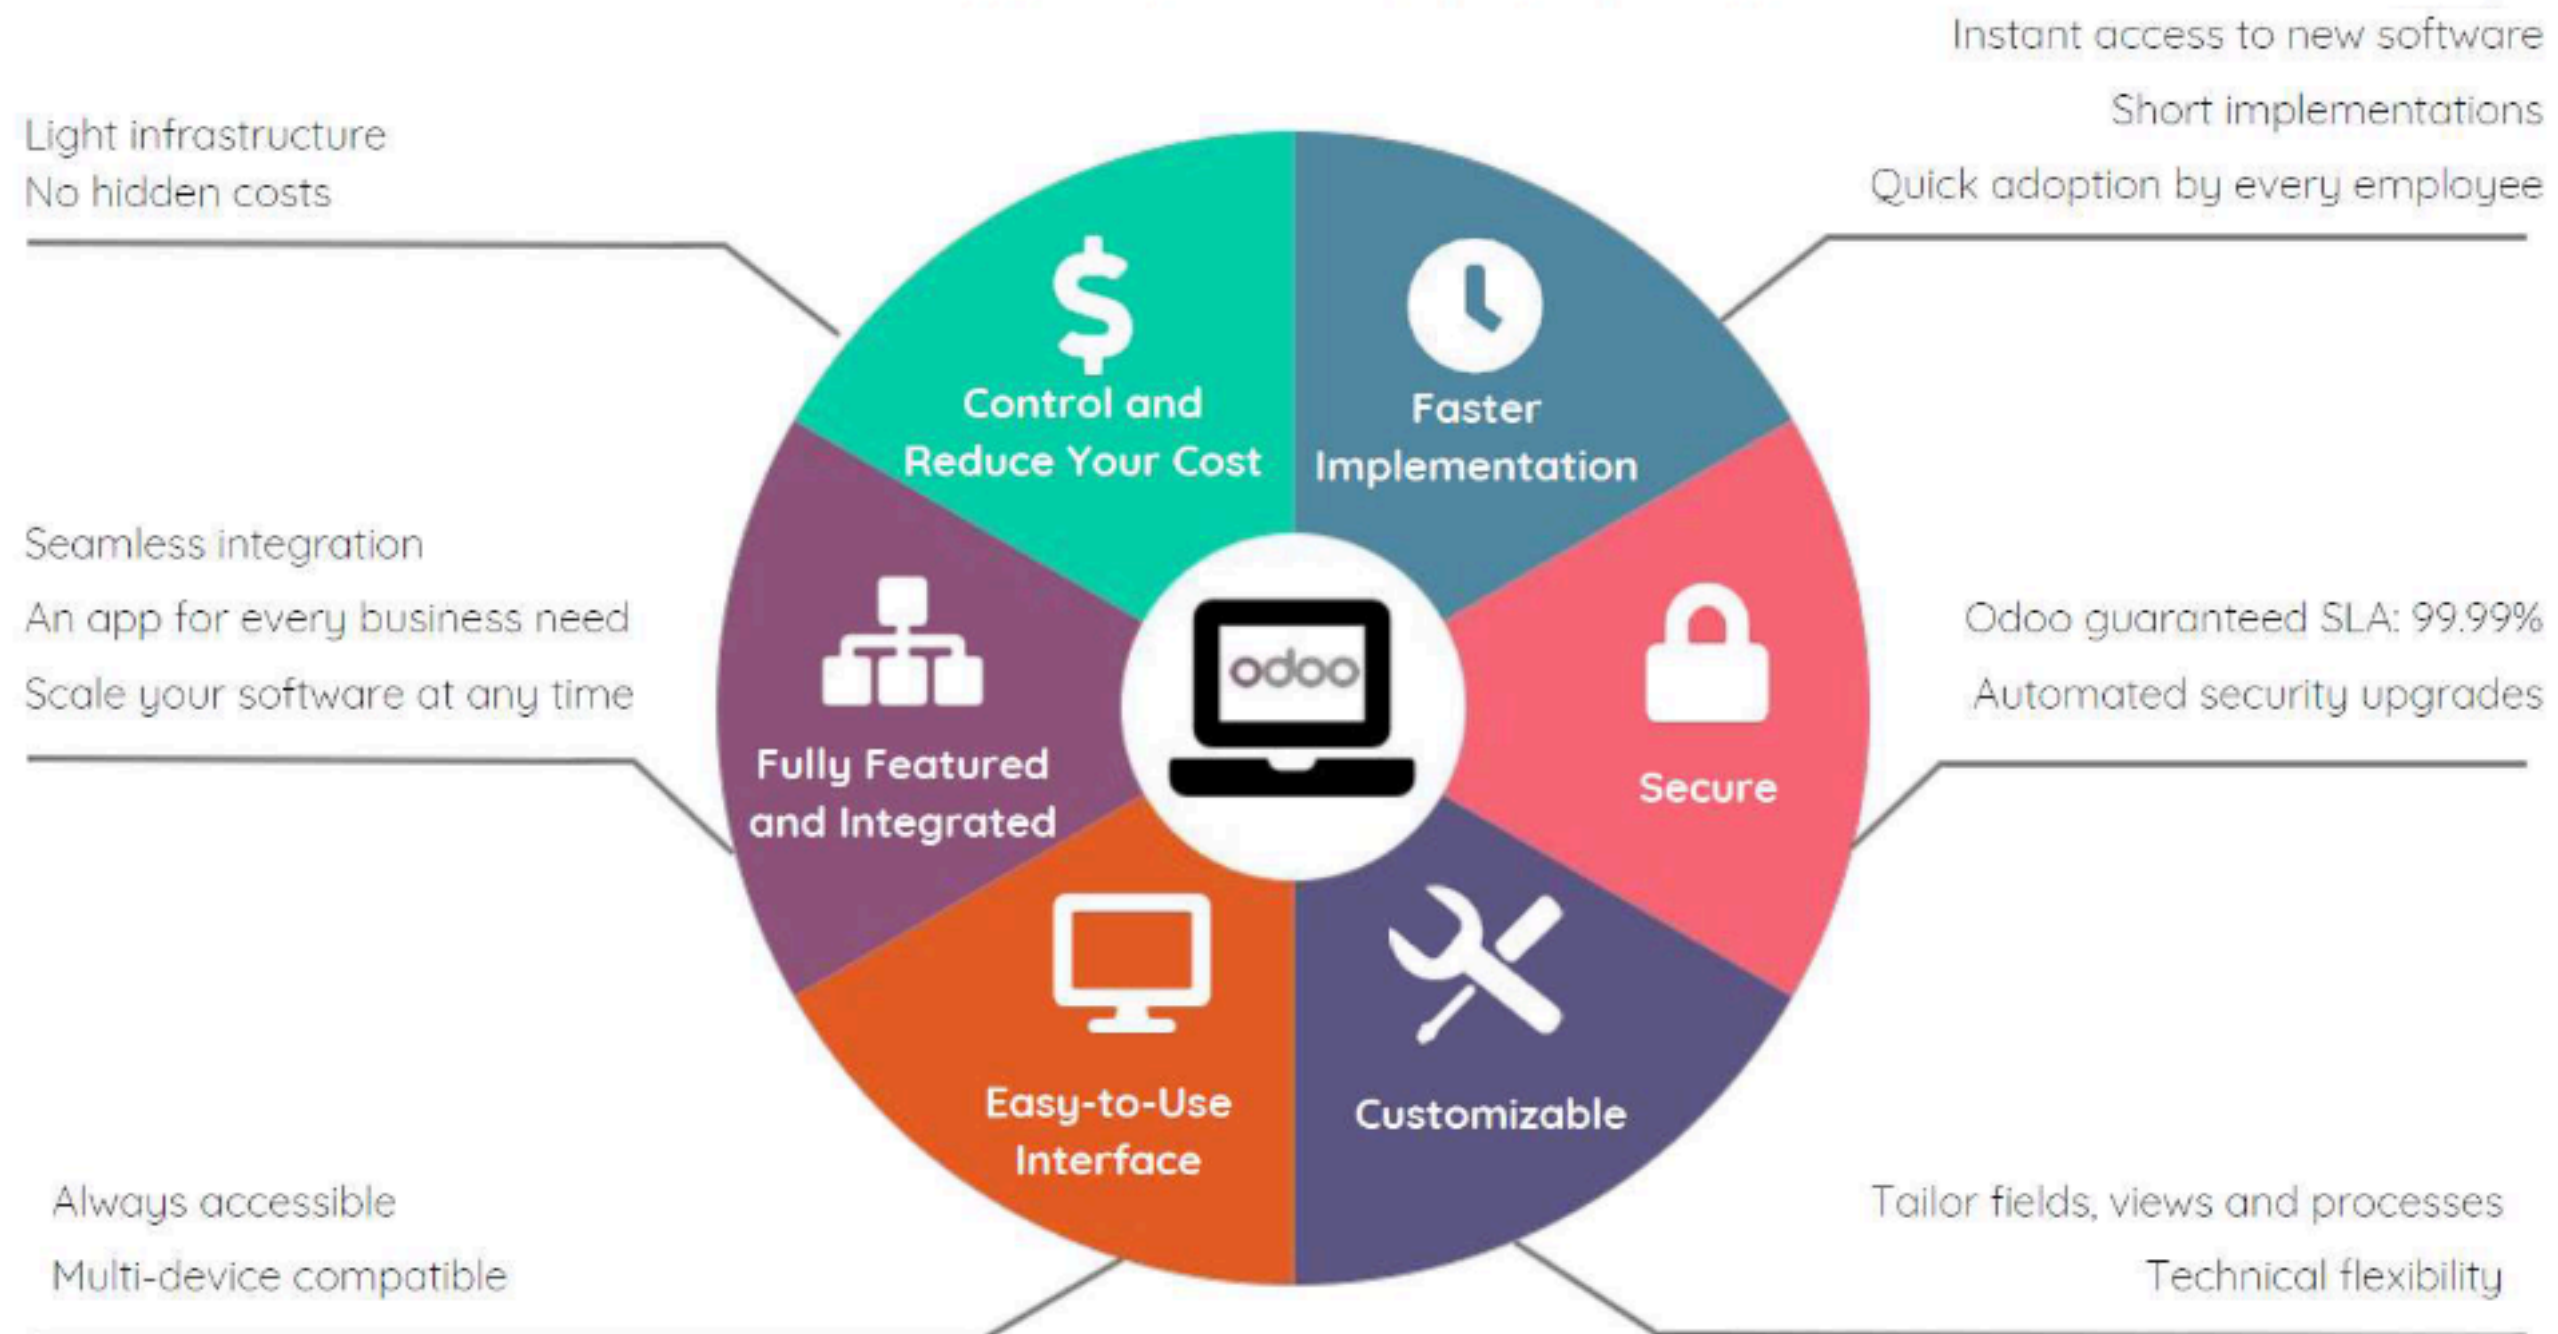 Instant access to new software
Short implementations
Quick adoption by every employee
Light infrastructure
No hidden costs
Control and
Reduce Your Cost
Faster
Implementation
Seamless integration
An app for every business need
Scale your software at any time
Fully Featured
and Integrated
odoo
Secure
Odoo guaranteed SLA: 99.99%
Automated security upgrades
Easy-to-Use
Interface
Customizable
Always accessible
Multi-device compatible
Tailor fields, views and processes
Technical flexibility